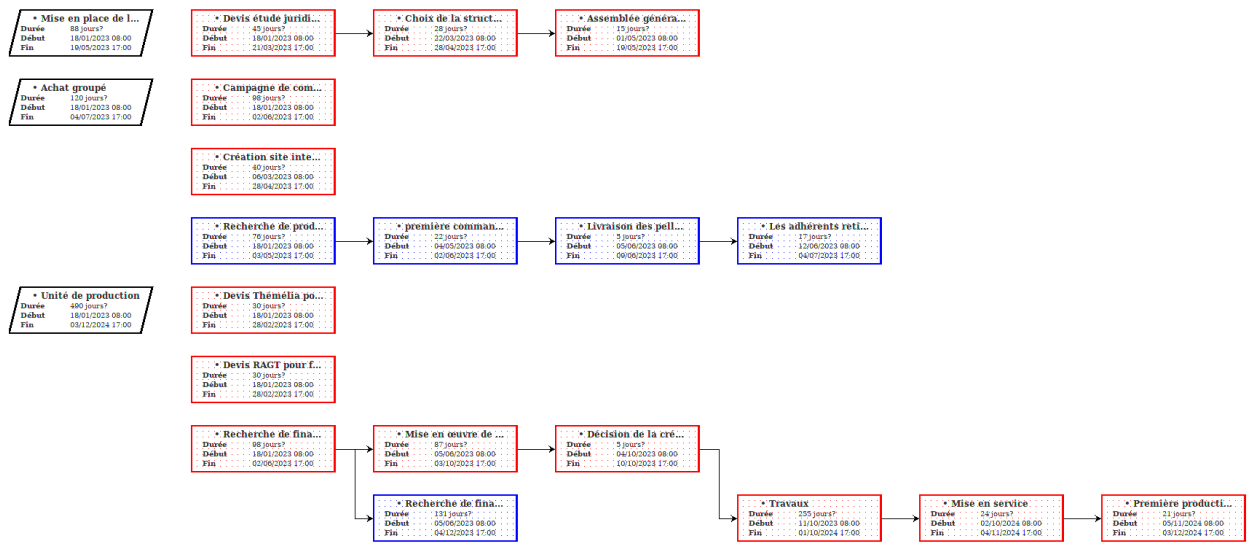 • Mise en place de l...
Durée 88 jours?
Début 18/01/2023 08:00
Fin 19/05/2023 17:00
• Devis étude juridi...
Durée 45 jours?
Début 18/01/2023 08:00
Fin 21/03/2023 17:00
• Choix de la struct...
Durée 28 jours?
Début 22/03/2023 08:00
Fin 28/04/2023 17:00
• Assemblée généra...
Durée 15 jours?
Début 01/05/2023 08:00
Fin 19/05/2023 17:00
• Achat groupé
Durée 120 jours?
Début 18/01/2023 08:00
Fin 04/07/2023 17:00
• Campagne de com...
Durée 98 jours?
Début 18/01/2023 08:00
Fin 02/06/2023 17:00
• Création site inte...
Durée 40 jours?
Début 06/03/2023 08:00
Fin 28/04/2023 17:00
• Recherche de prod...
Durée 76 jours?
Début 18/01/2023 08:00
Fin 03/05/2023 17:00
• première comman...
Durée 22 jours?
Début 04/05/2023 08:00
Fin 02/06/2023 17:00
• Livraison des pell...
Durée 5 jours?
Début 05/06/2023 08:00
Fin 09/06/2023 17:00
• Les adhérents reti...
Durée 17 jours?
Début 12/06/2023 08:00
Fin 04/07/2023 17:00
• Unité de production
Durée 490 jours?
Début 18/01/2023 08:00
Fin 03/12/2024 17:00
• Devis Thémélia po...
Durée 30 jours?
Début 18/01/2023 08:00
Fin 28/02/2023 17:00
• Devis RAGT pour f...
Durée 30 jours?
Début 18/01/2023 08:00
Fin 28/02/2023 17:00
• Recherche de fina...
Durée 98 jours?
Début 18/01/2023 08:00
Fin 02/06/2023 17:00
• Mise en œuvre de ...
Durée 87 jours?
Début 05/06/2023 08:00
Fin 03/10/2023 17:00
• Décision de la cré...
Durée 5 jours?
Début 04/10/2023 08:00
Fin 10/10/2023 17:00
• Recherche de fina...
Durée 131 jours?
Début 05/06/2023 08:00
Fin 04/12/2023 17:00
• Travaux
Durée 255 jours?
Début 11/10/2023 08:00
Fin 01/10/2024 17:00
• Mise en service
Durée 24 jours?
Début 02/10/2024 08:00
Fin 04/11/2024 17:00
• Première producti...
Durée 21 jours?
Début 05/11/2024 08:00
Fin 03/12/2024 17:00